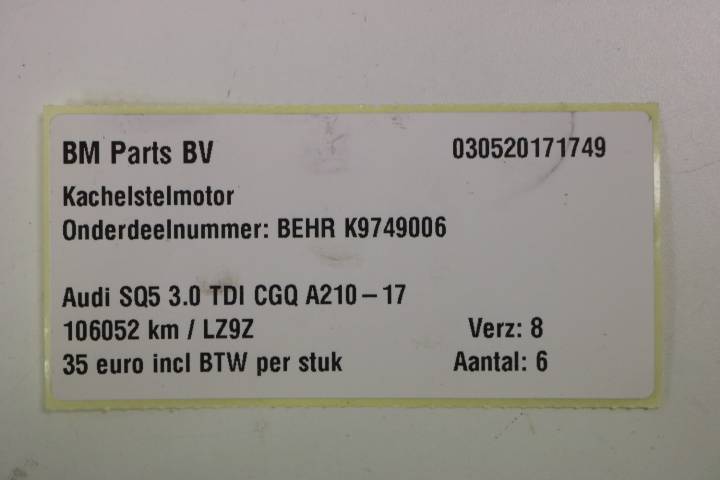 BM Parts BV 030520171749
Kachelstelmotor
Onderdeelnummer: BEHR K9749006
Audi SQ5 3.0 TDI CGQ A210-17
106052 km / LZ9Z Verz: 8
35 euro incl BTW per stuk Aantal: 6